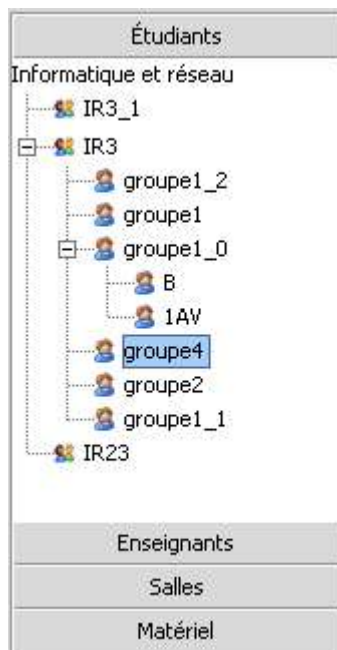 Étudiants
Informatique et réseau
IR3_1
IR3
groupe1_2
groupe1
groupe1_0
B
1AV
groupe4
groupe2
groupe1_1
IR23
Enseignants
Salles
Matériel